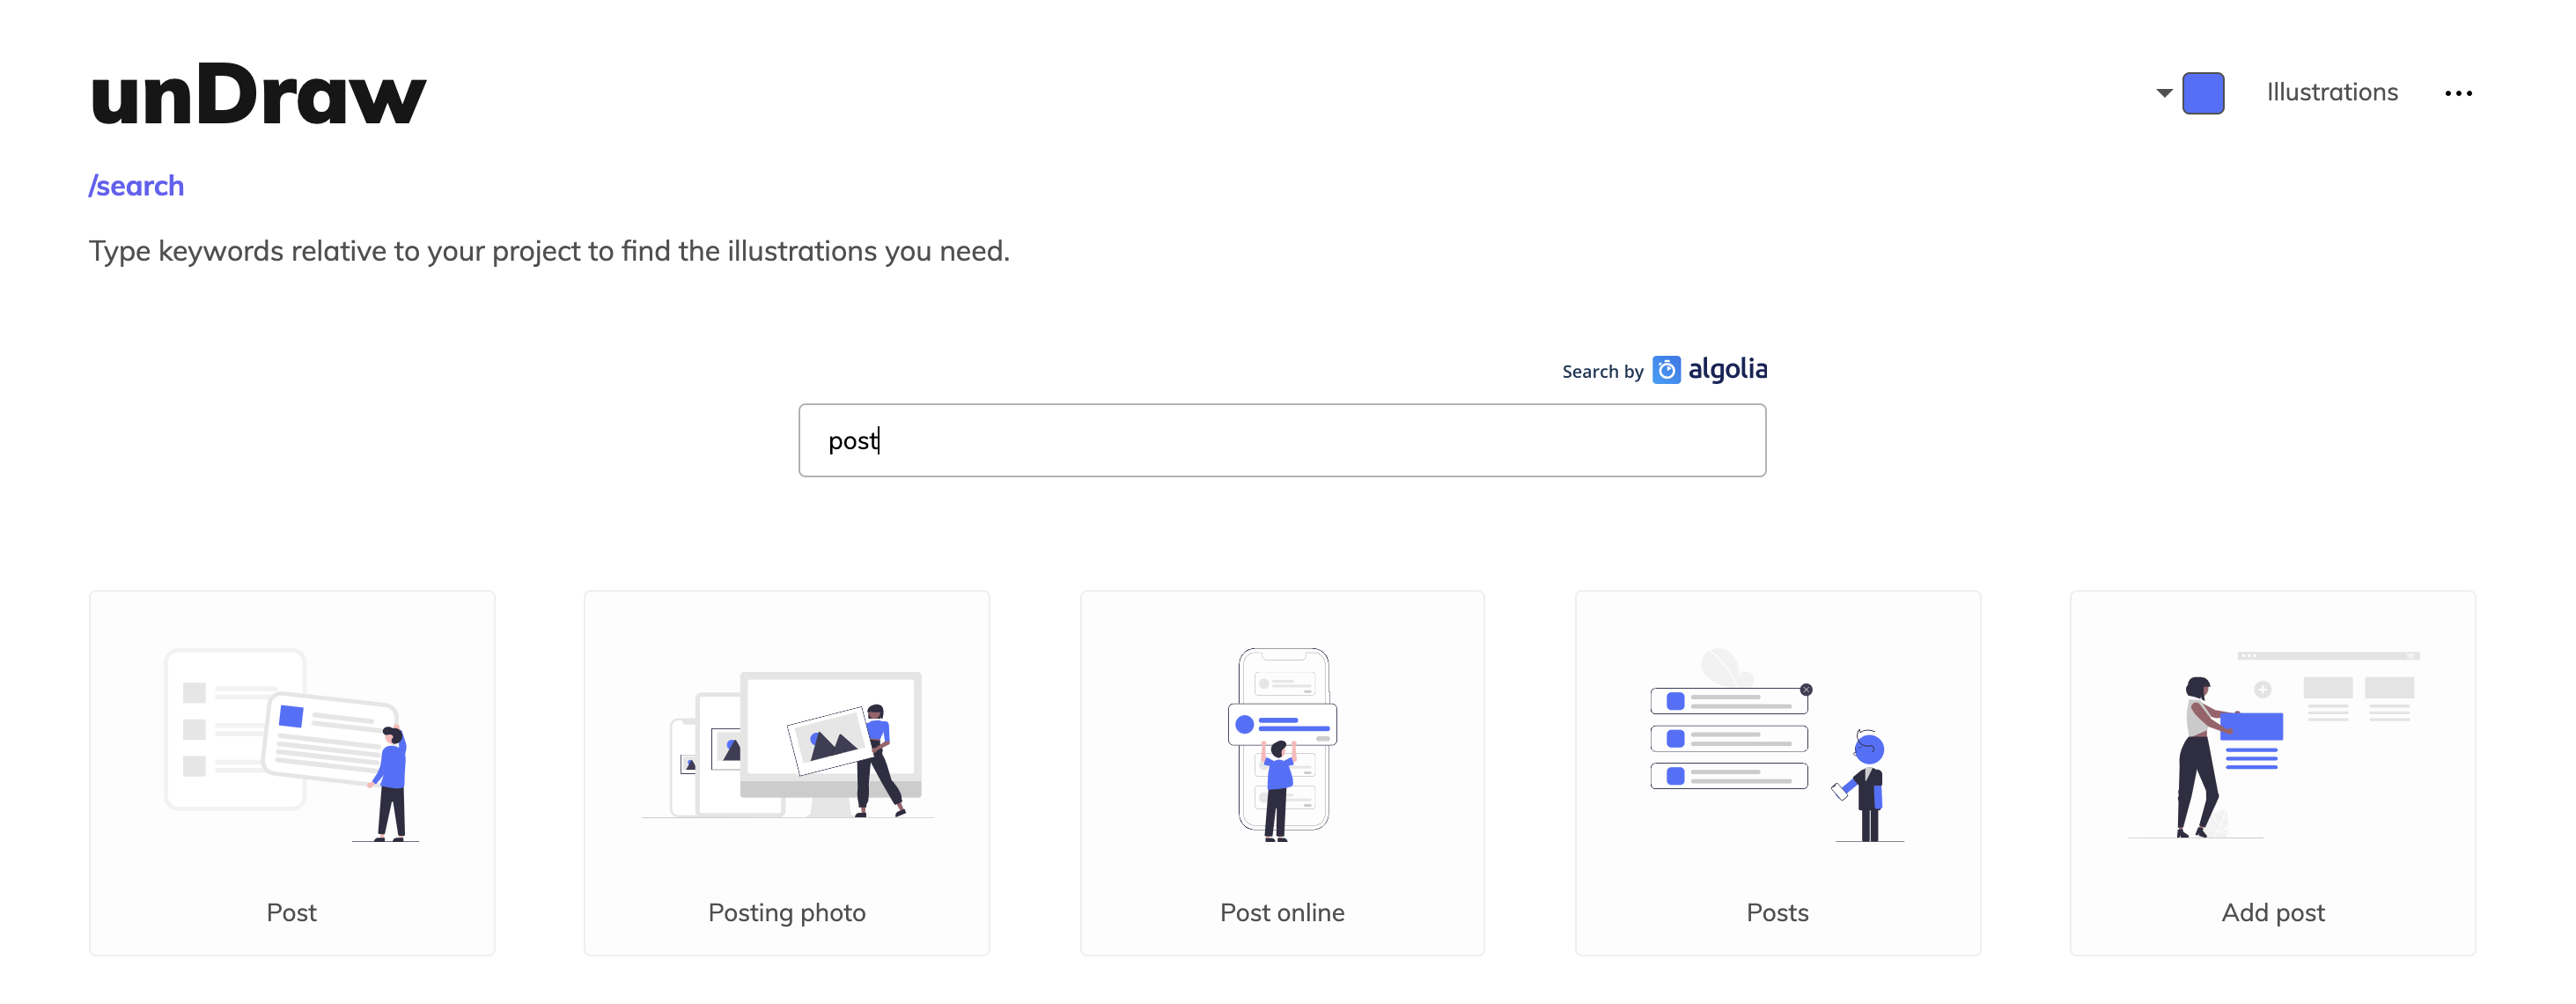 unDraw
Illustrations
/search
Type keywords relative to your project to find the illustrations you need.
Search by algolia
post
Post
Posting photo
Post online
Posts
Add post